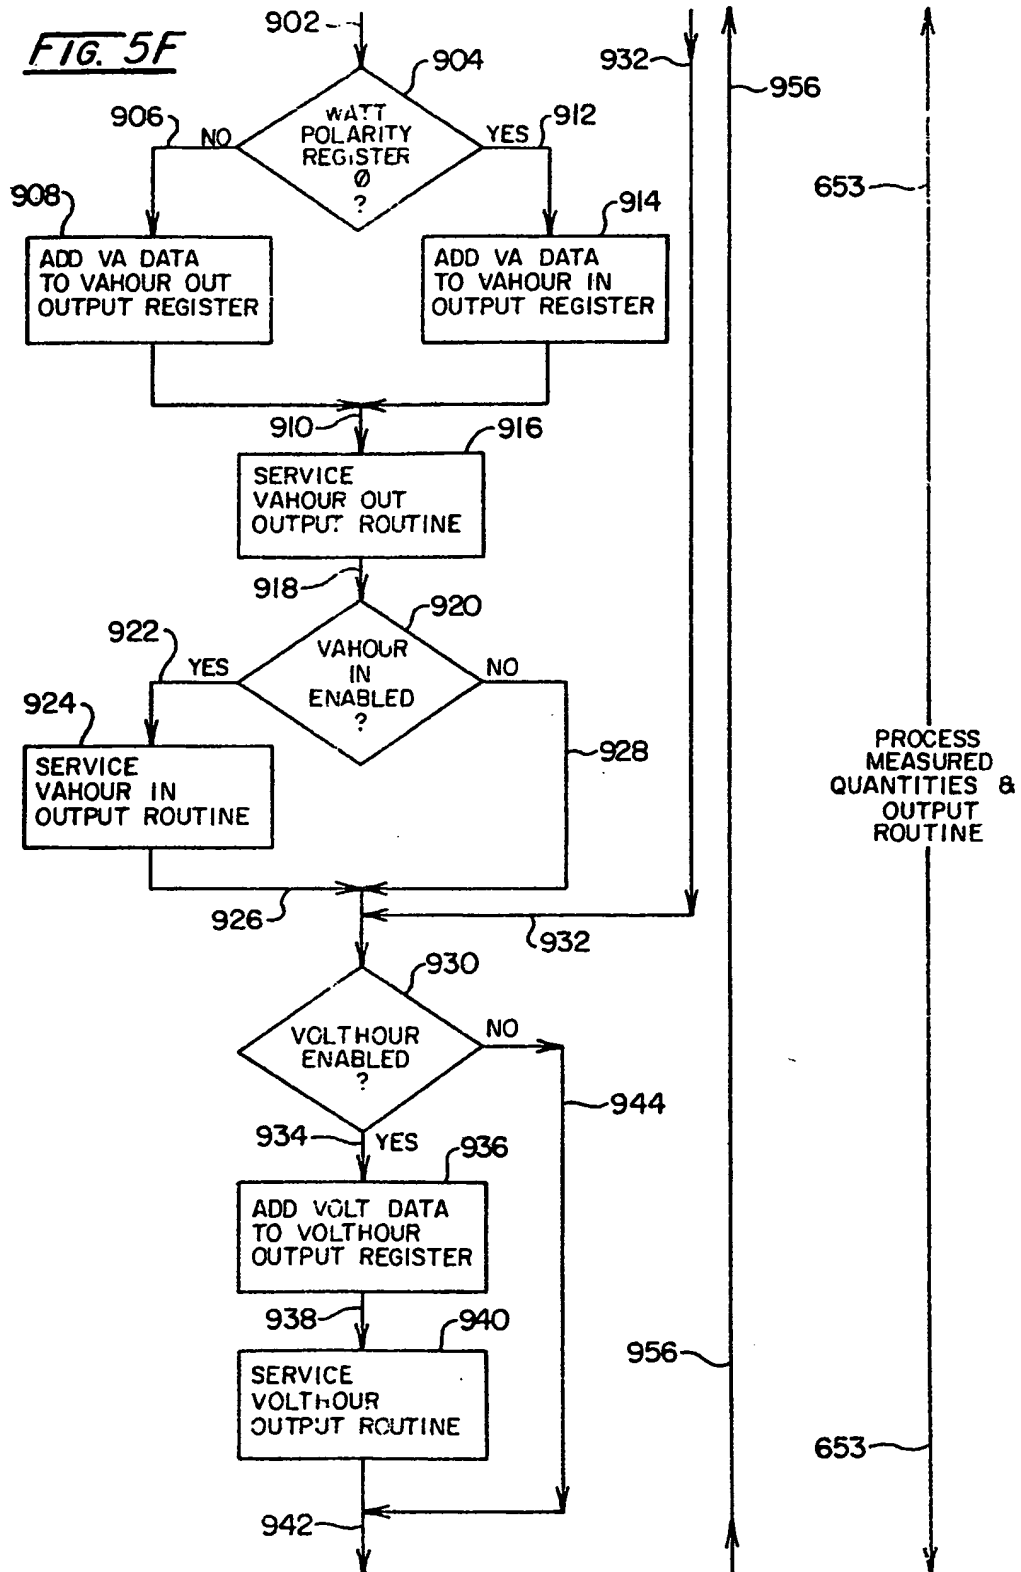 FIG. 5F
902
932
956
904
WATT
POLARITY
REGISTER
Ø
?
906
NO
YES
912
653
908
914
ADD VA DATA
TO VAHOUR OUT
OUTPUT REGISTER
ADD VA DATA
TO VAHOUR IN
OUTPUT REGISTER
910
916
SERVICE
VAHOUR OUT
OUTPUT ROUTINE
918
920
VAHOUR
IN
ENABLED
?
922
YES
NO
924
928
SERVICE
VAHOUR IN
OUTPUT ROUTINE
PROCESS
MEASURED
QUANTITIES &
OUTPUT
ROUTINE
926
932
930
VOLTHOUR
ENABLED
?
NO
944
934
YES
936
ADD VOLT DATA
TO VOLTHOUR
OUTPUT REGISTER
938
940
956
SERVICE
VOLTHOUR
OUTPUT ROUTINE
653
942